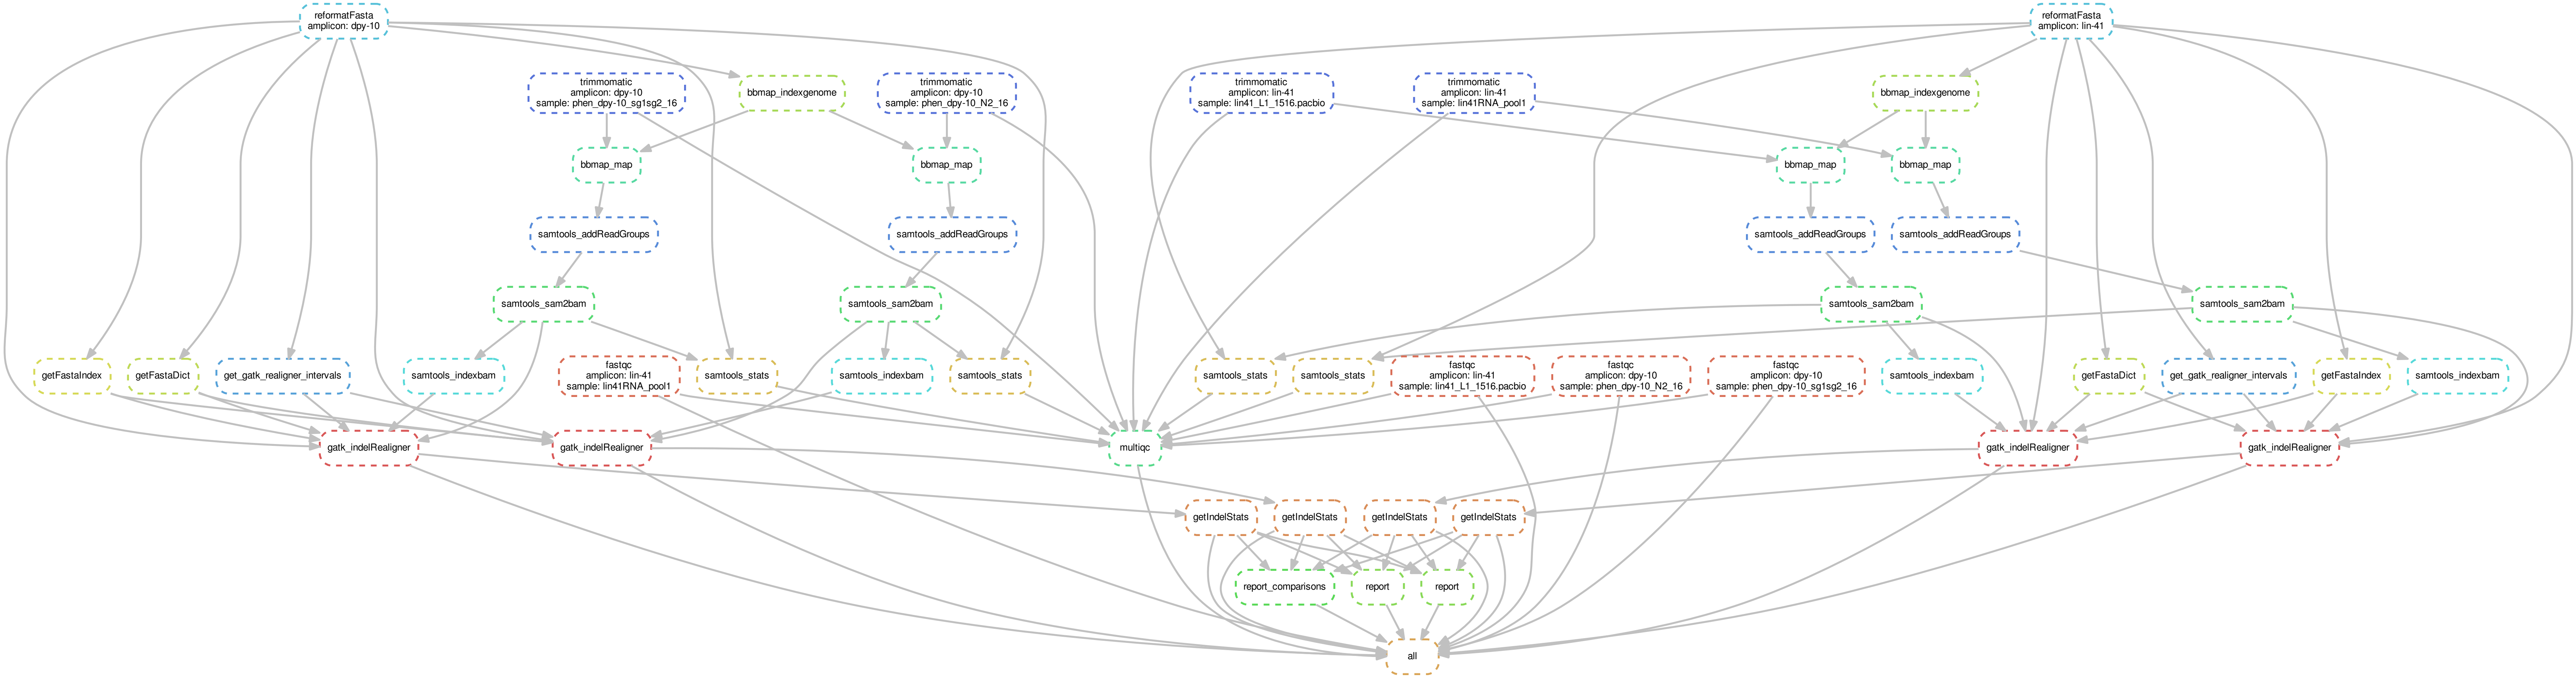 reformatFasta
amplicon: dpy-10
reformatFasta
amplicon: lin-41
trimmomatic
amplicon: dpy-10
sample: phen_dpy-10_sg1sg2_16
bbmap_indexgenome
trimmomatic
amplicon: dpy-10
sample: phen_dpy-10_N2_16
trimmomatic
amplicon: lin-41
sample: lin41_L1_1516.pacbio
trimmomatic
amplicon: lin-41
sample: lin41RNA_pool1
bbmap_indexgenome
bbmap_map
bbmap_map
bbmap_map
bbmap_map
samtools_addReadGroups
samtools_addReadGroups
samtools_addReadGroups
samtools_addReadGroups
samtools_sam2bam
samtools_sam2bam
samtools_sam2bam
samtools_sam2bam
getFastaIndex
getFastaDict
get_gatk_realigner_intervals
samtools_indexbam
fastqc
amplicon: lin-41
sample: lin41RNA_pool1
samtools_stats
samtools_indexbam
samtools_stats
samtools_stats
samtools_stats
fastqc
amplicon: lin-41
sample: lin41_L1_1516.pacbio
fastqc
amplicon: dpy-10
sample: phen_dpy-10_N2_16
fastqc
amplicon: dpy-10
sample: phen_dpy-10_sg1sg2_16
samtools_indexbam
getFastaDict
get_gatk_realigner_intervals
getFastaIndex
samtools_indexbam
gatk_indelRealigner
gatk_indelRealigner
multiqc
gatk_indelRealigner
gatk_indelRealigner
getIndelStats
getIndelStats
getIndelStats
getIndelStats
report_comparisons
report
report
all